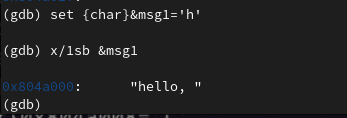 (gdb) set {char}&msg1='h'
(gdb) x/1sb &msg1
0x804a000: "hello, "
(gdb)